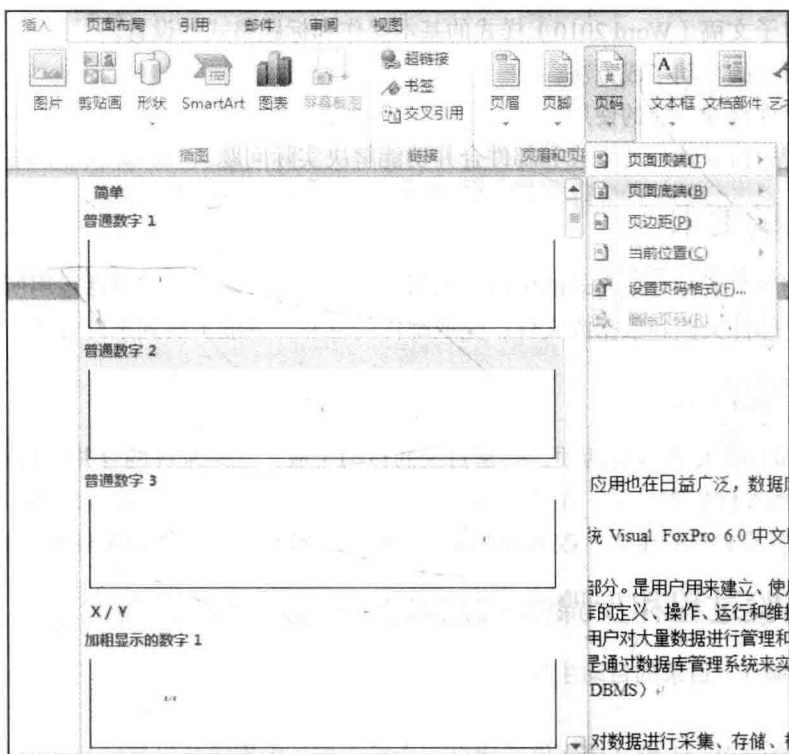 插入 页面布局 引用 邮件 审阅 视图
图片 剪贴画 形状 SmartArt 图表 屏幕截图
超链接
书签
交叉引用
页眉 页脚 页码 文本框 文档部件 艺
插图 链接 页眉和页
页面顶端(T)
页面底端(B)
页边距(P)
当前位置(C)
设置页码格式(F)...
删除页码(R)
简单
普通数字 1
普通数字 2
普通数字 3
X / Y
加粗显示的数字 1
应用也在日益广泛，数据
统 Visual FoxPro 6.0 中文
部分。是用户用来建立、使
库的定义、操作、运行和维
用户对大量数据进行管理和
是通过数据库管理系统来实
DBMS）
对数据进行采集、存储、